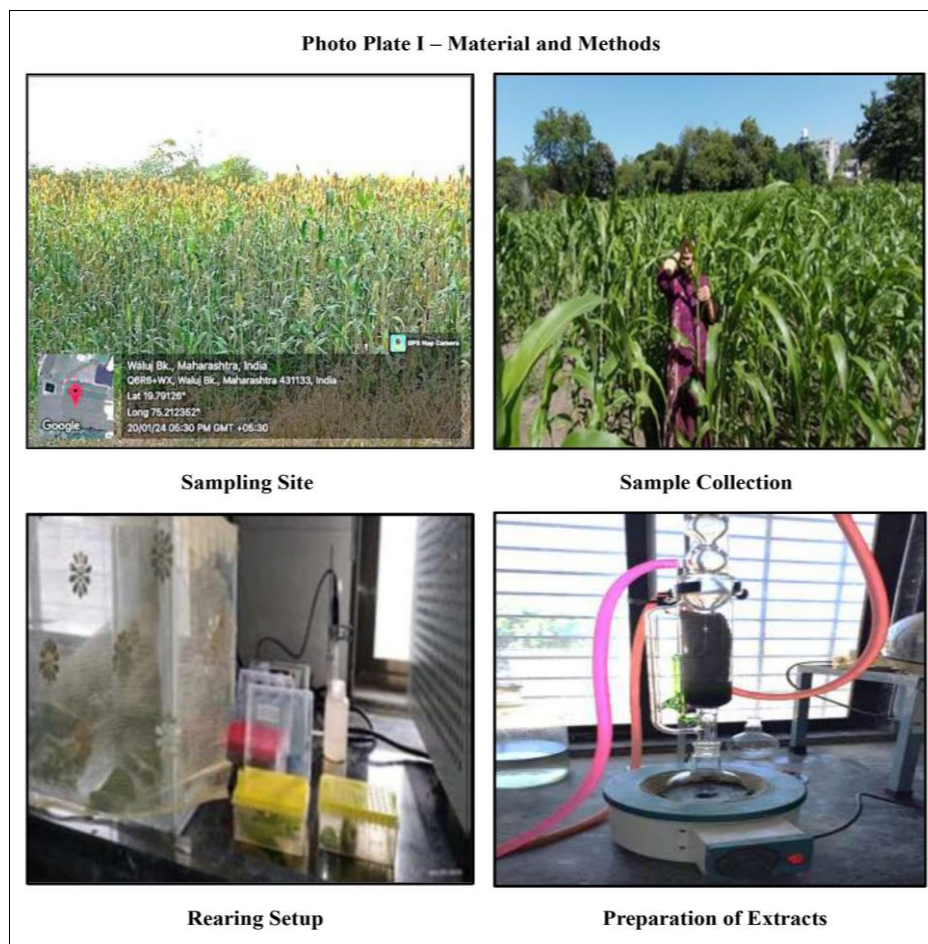 Photo Plate I – Material and Methods
GPS Map Camera
Waluj Bk., Maharashtra, India
Q6R6+WX, Waluj Bk., Maharashtra 431133, India
Lat 19.79126°
Long 75.212352°
20/01/24 05:30 PM GMT +05:30
Google
Sampling Site
Sample Collection
Rearing Setup
Preparation of Extracts